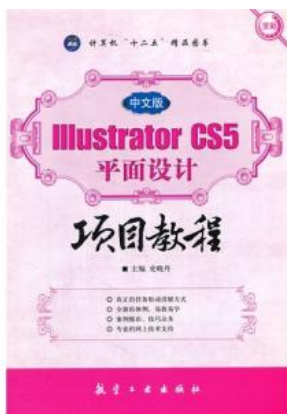 计算机“十二五”精品图书
中文版
Illustrator CS5
平面设计
项目教程
■ 主编 史晓丹
航空工业出版社